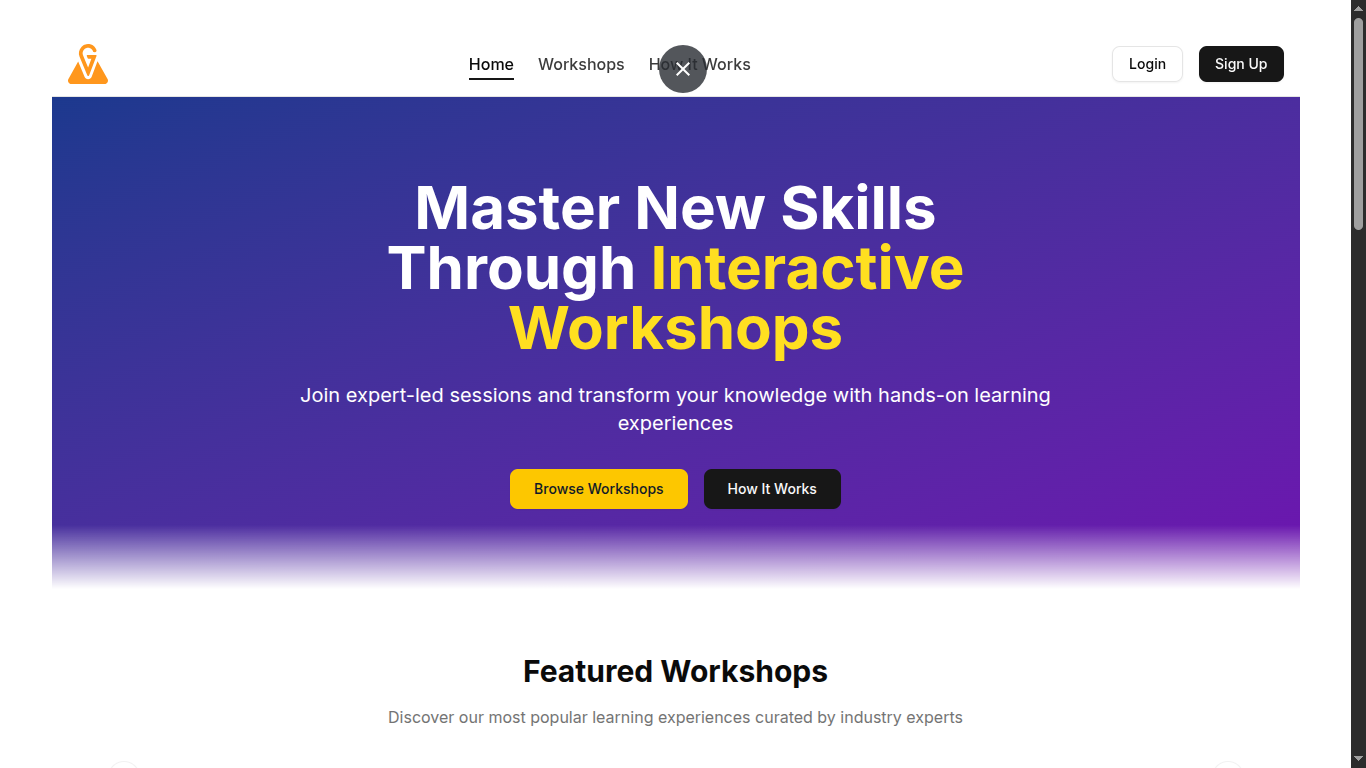 Home Workshops How It Works Login Sign Up
Master New Skills
Through Interactive
Workshops
Join expert-led sessions and transform your knowledge with hands-on learning
experiences
Browse Workshops How It Works
Featured Workshops
Discover our most popular learning experiences curated by industry experts